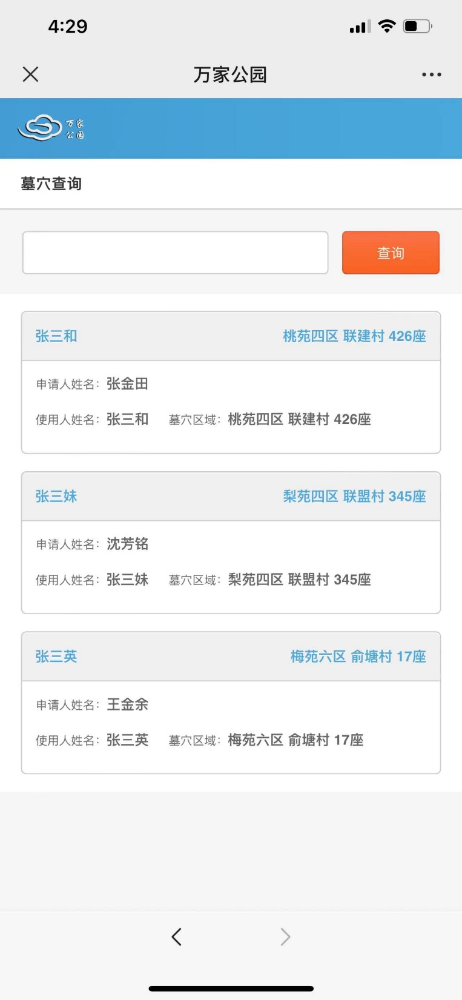 4:29
万家公园
万家
公园
墓穴查询
查询
张三和 桃苑四区 联建村 426座
申请人姓名：张金田
使用人姓名：张三和 墓穴区域：桃苑四区 联建村 426座
张三妹 梨苑四区 联盟村 345座
申请人姓名：沈芳铭
使用人姓名：张三妹 墓穴区域：梨苑四区 联盟村 345座
张三英 梅苑六区 俞塘村 17座
申请人姓名：王金余
使用人姓名：张三英 墓穴区域：梅苑六区 俞塘村 17座